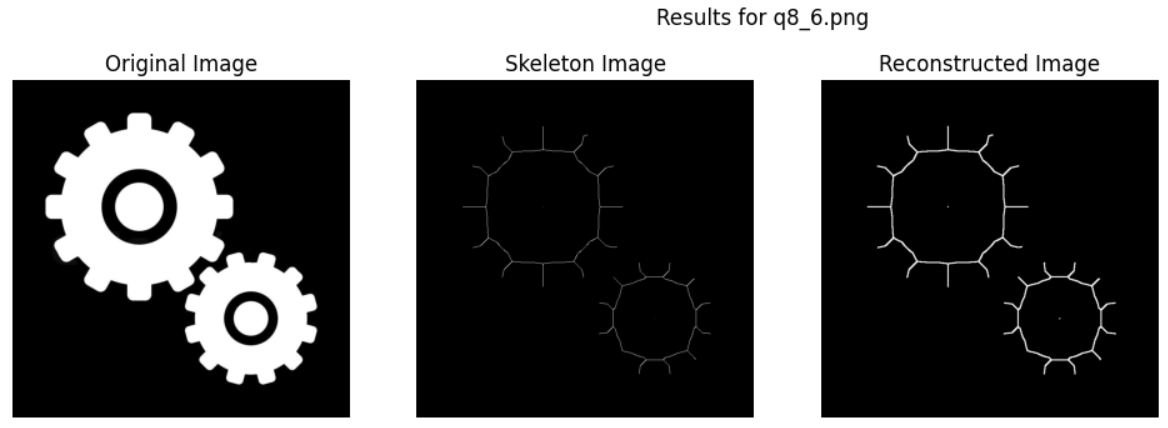 Results for q8_6.png
Original Image
Skeleton Image
Reconstructed Image